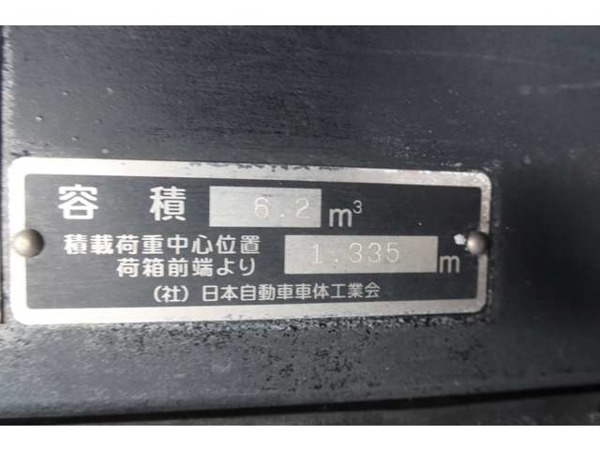 容積 6.2 m³
積載荷重中心位置
荷箱前端より 1.335 m
(社)日本自動車車体工業会